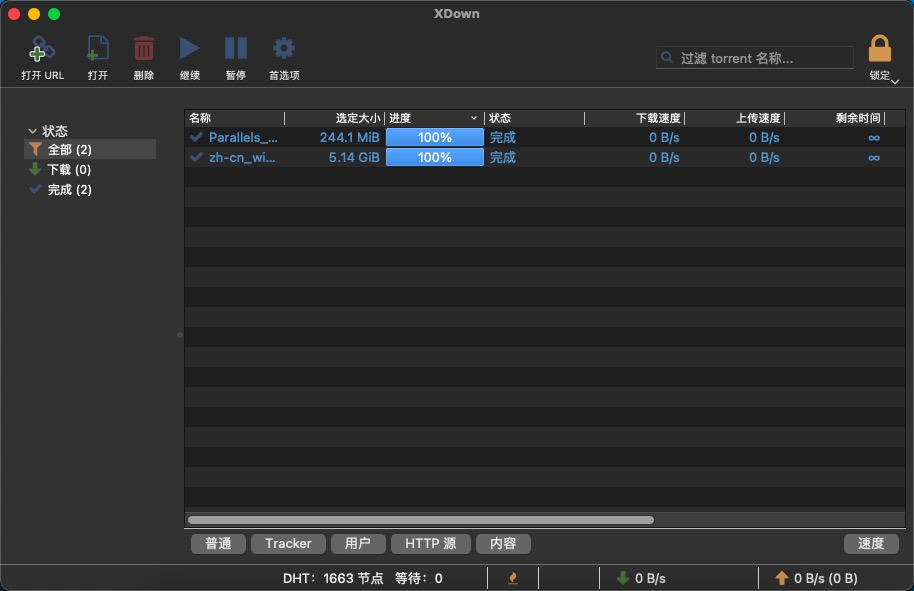 XDown
打开 URL 打开 删除 继续 暂停 首选项 过滤 torrent 名称... 锁定
状态
全部 (2)
下载 (0)
完成 (2)
名称 选定大小 进度 状态 下载速度 上传速度 剩余时间
Parallels_... 244.1 MiB 100% 完成 0 B/s 0 B/s ∞
zh-cn_wi... 5.14 GiB 100% 完成 0 B/s 0 B/s ∞
普通 Tracker 用户 HTTP 源 内容 速度
DHT：1663 节点 等待：0 0 B/s 0 B/s (0 B)